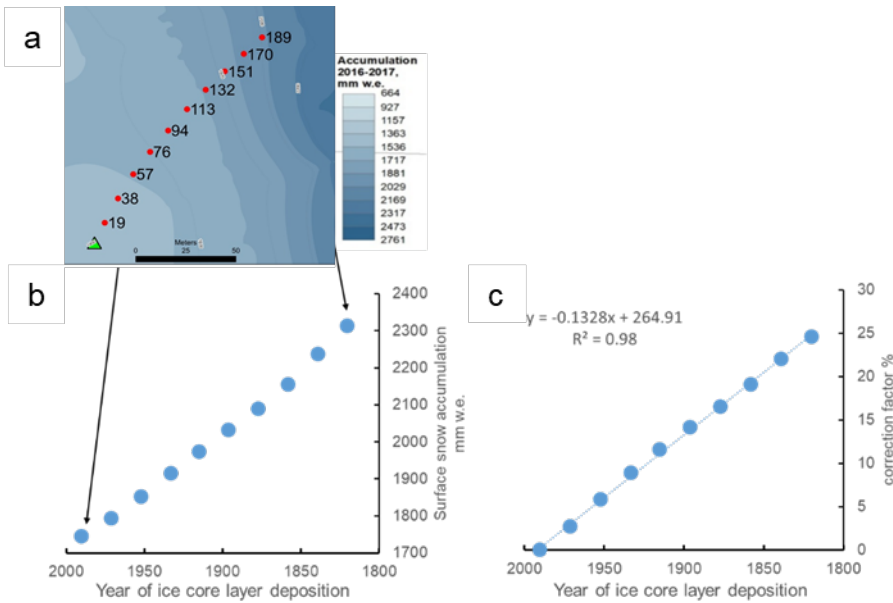 a
189
170
151
132
113
94
76
57
38
19
Meters
0 25 50
Accumulation
2016-2017,
mm w.e.
664
927
1157
1363
1536
1717
1881
2029
2169
2317
2473
2761
b
2400
2300
2200
2100
2000
1900
1800
1700
Surface snow accumulation
mm w.e.
2000 1950 1900 1850 1800
Year of ice core layer deposition
c
y = -0.1328x + 264.91
R² = 0.98
30
25
20
15
10
5
0
correction factor %
2000 1950 1900 1850 1800
Year of ice core layer deposition